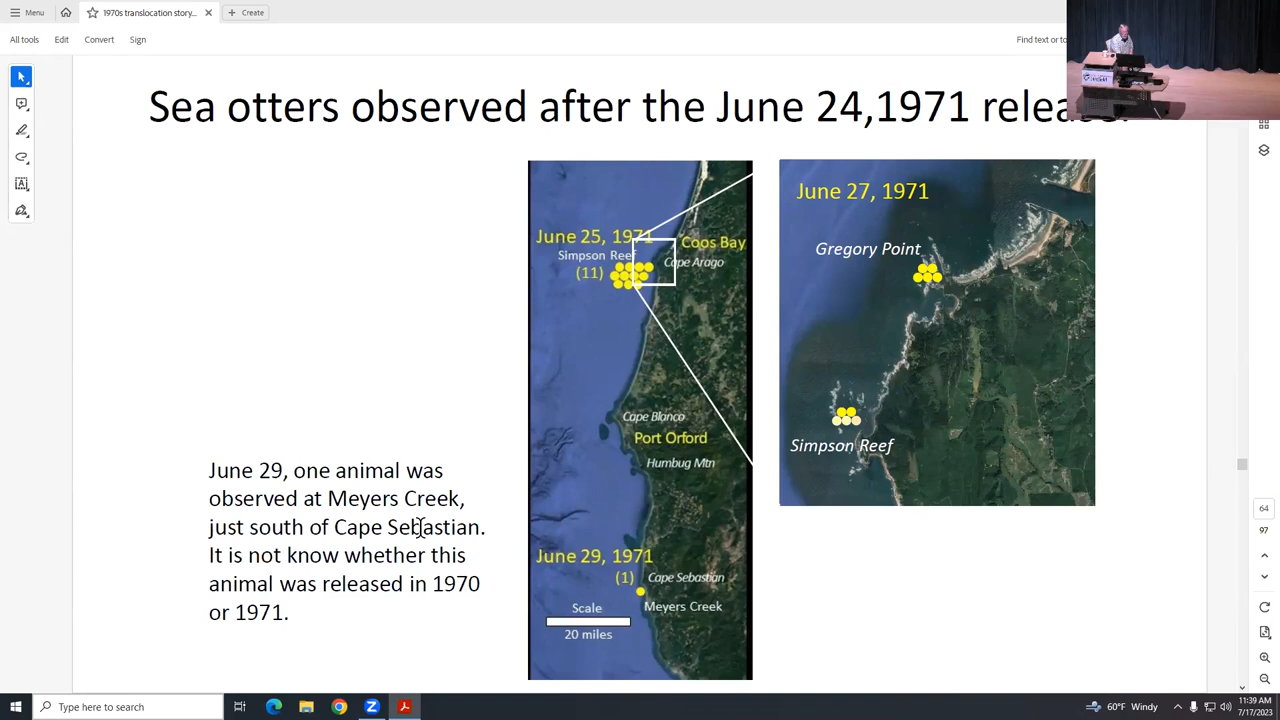 Menu
1970s translocation story...
Create
All tools
Edit
Convert
Sign
Find text or to
Sea otters observed after the June 24,1971 release.
June 25, 1971
Simpson Reef
(11)
Coos Bay
Cape Arago
Cape Blanco
Port Orford
Humbug Mtn
June 29, 1971
(1)
Cape Sebastian
Meyers Creek
Scale
20 miles
June 27, 1971
Gregory Point
Simpson Reef
June 29, one animal was
observed at Meyers Creek,
just south of Cape Sebastian.
It is not know whether this
animal was released in 1970
or 1971.
64
97
Type here to search
60°F Windy
11:39 AM
7/17/2023